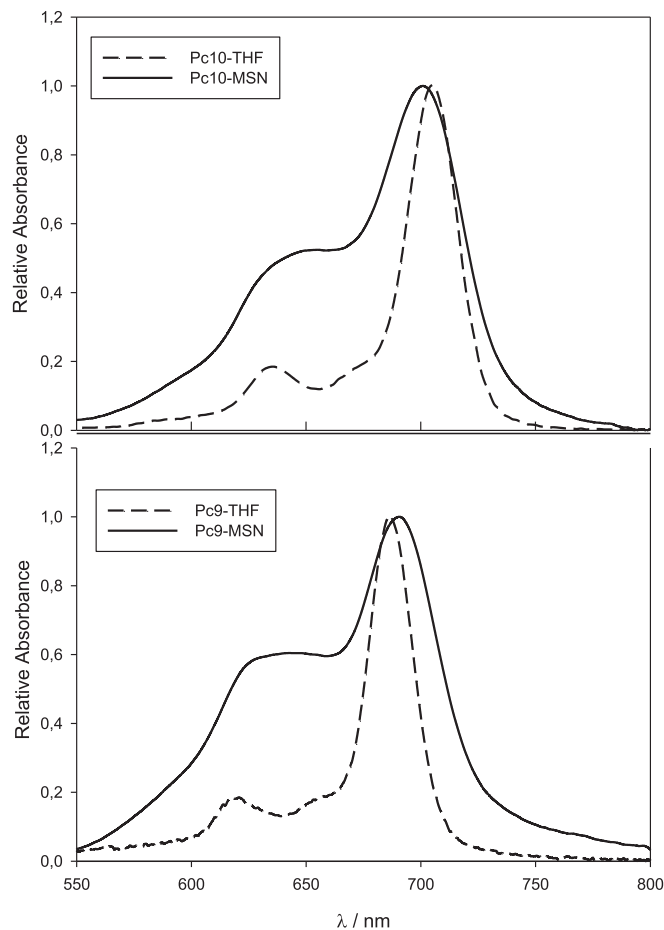 1,2
Pc10-THF
Pc10-MSN
1,0
0,8
0,6
0,4
0,2
0,0
Relative Absorbance
1,2
Pc9-THF
Pc9-MSN
1,0
0,8
0,6
0,4
0,2
0,0
Relative Absorbance
550 600 650 700 750 800
λ / nm